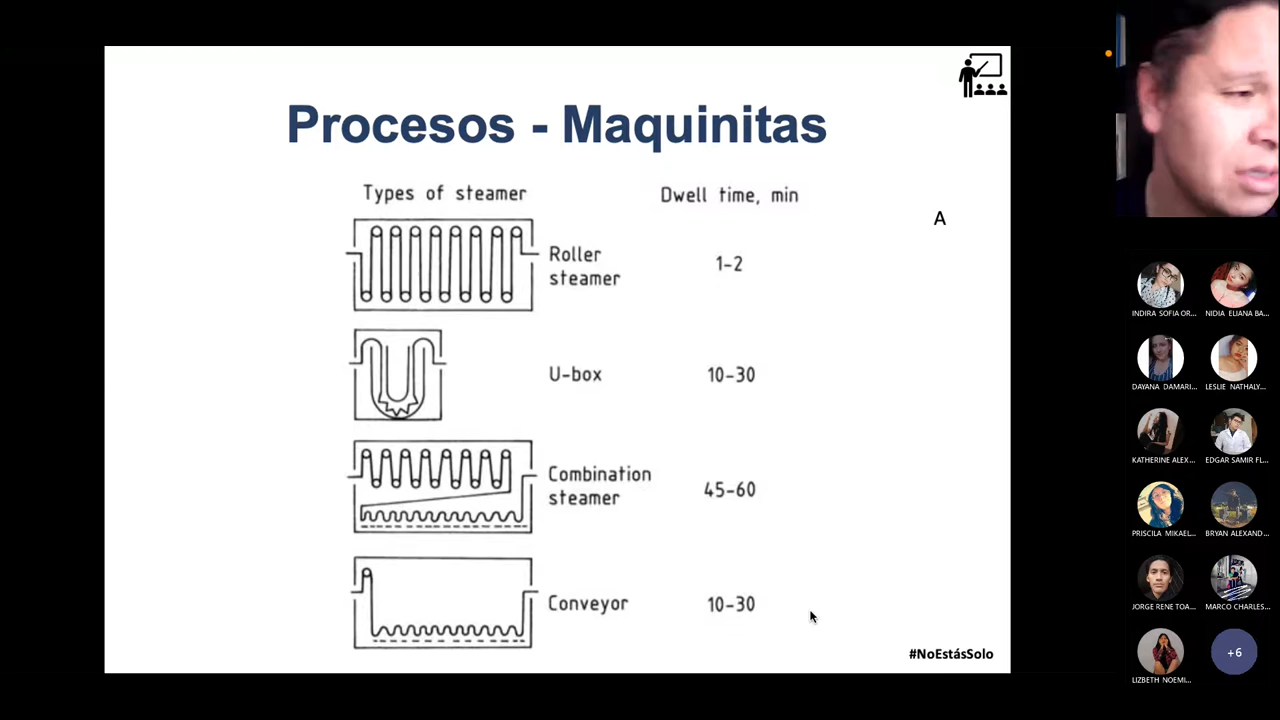 Procesos - Maquinitas
Types of steamer
Dwell time, min
A
Roller
steamer
1-2
U-box
10-30
Combination
steamer
45-60
Conveyor
10-30
#NoEstásSolo
INDIRA SOFIA OR...
NIDIA ELIANA BA...
DAYANA DAMARI...
LESLIE NATHALY...
KATHERINE ALEX...
EDGAR SAMIR FL...
PRISCILA MIKAEL...
BRYAN ALEXAND...
JORGE RENE TOA...
MARCO CHARLES...
LIZBETH NOEMI...
+6